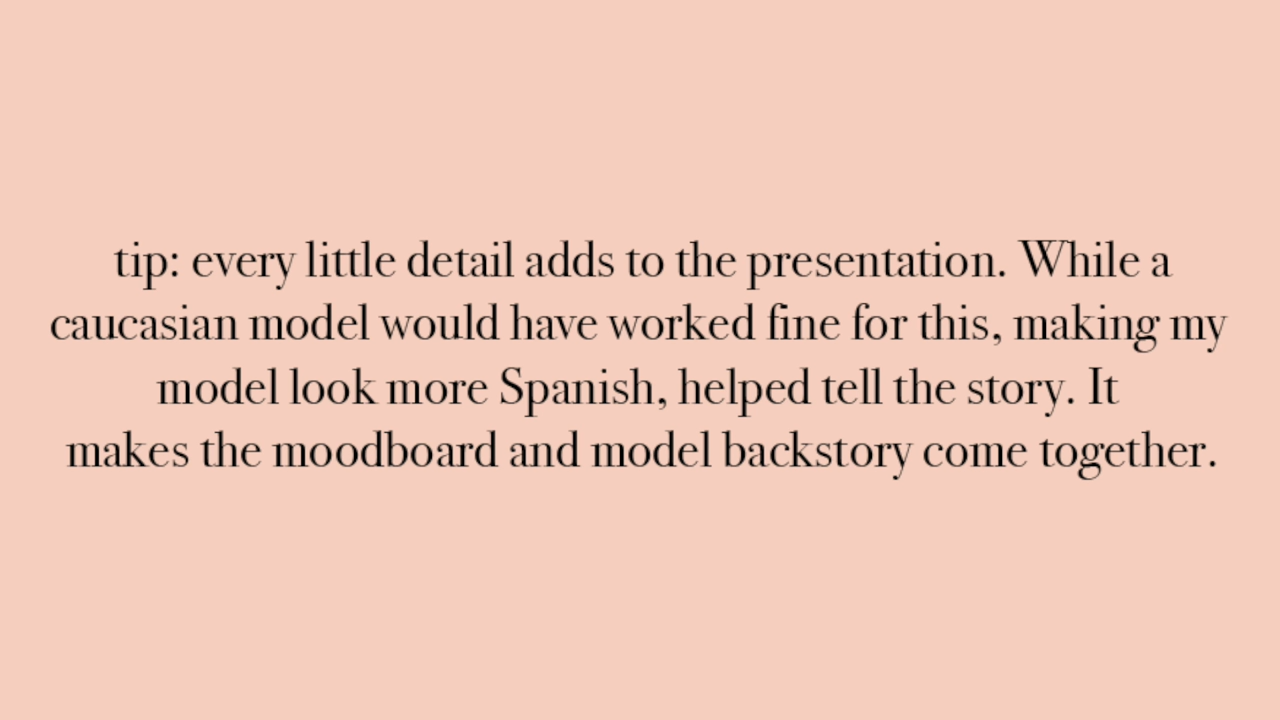 tip: every little detail adds to the presentation. While a
caucasian model would have worked fine for this, making my
model look more Spanish, helped tell the story. It
makes the moodboard and model backstory come together.